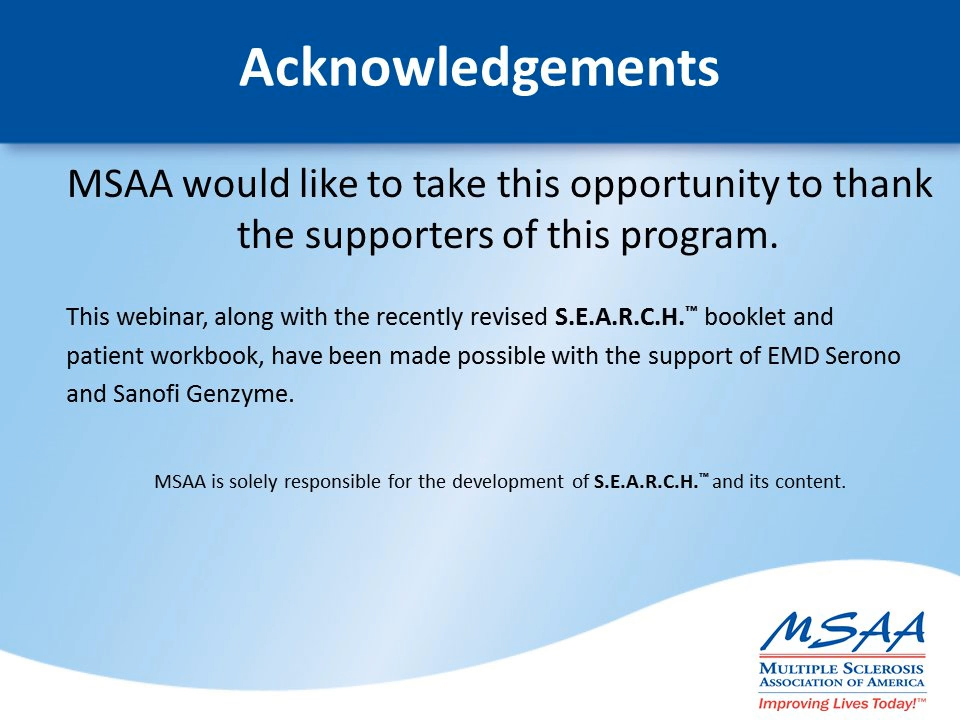 Acknowledgements
MSAA would like to take this opportunity to thank
the supporters of this program.
This webinar, along with the recently revised S.E.A.R.C.H.™ booklet and
patient workbook, have been made possible with the support of EMD Serono
and Sanofi Genzyme.
MSAA is solely responsible for the development of S.E.A.R.C.H.™ and its content.
MSAA
MULTIPLE SCLEROSIS
ASSOCIATION OF AMERICA
Improving Lives Today!™